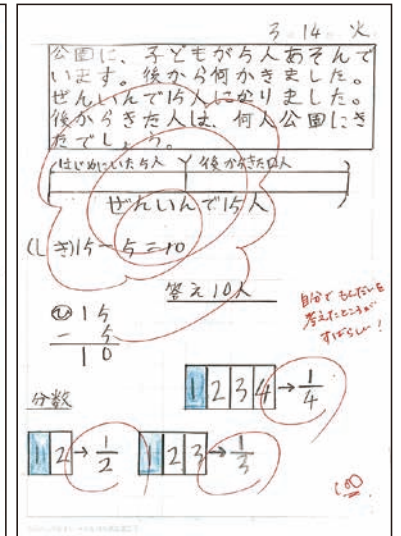 3 14 火
公園に、子どもが5人あそんで
います。後から何かきました。
ぜんいんで15人になりました。
後からきた人は、何人公園にき
たでしょう。
はじめにいた5人 後からきた□人
ぜんいんで15人
(しき)15-5=10
答え10人
ひ 15
- 5
10
自分でもんだいを
考えたところが
すばらしい!
1 2 3 4 → 1/4
分数
1 2 → 1/2 1 2 3 → 1/3
100